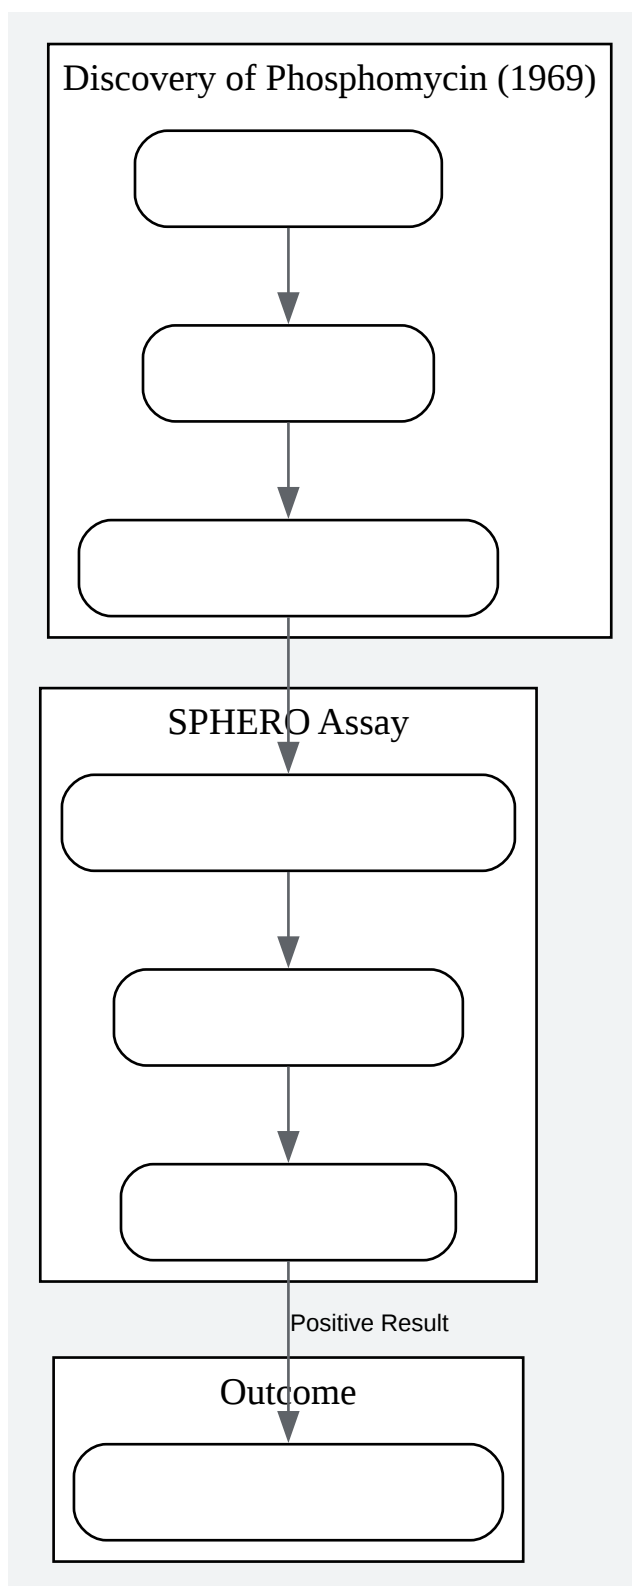 Discovery of Phosphomycin (1969)
SPHERO Assay
Positive Result
Outcome